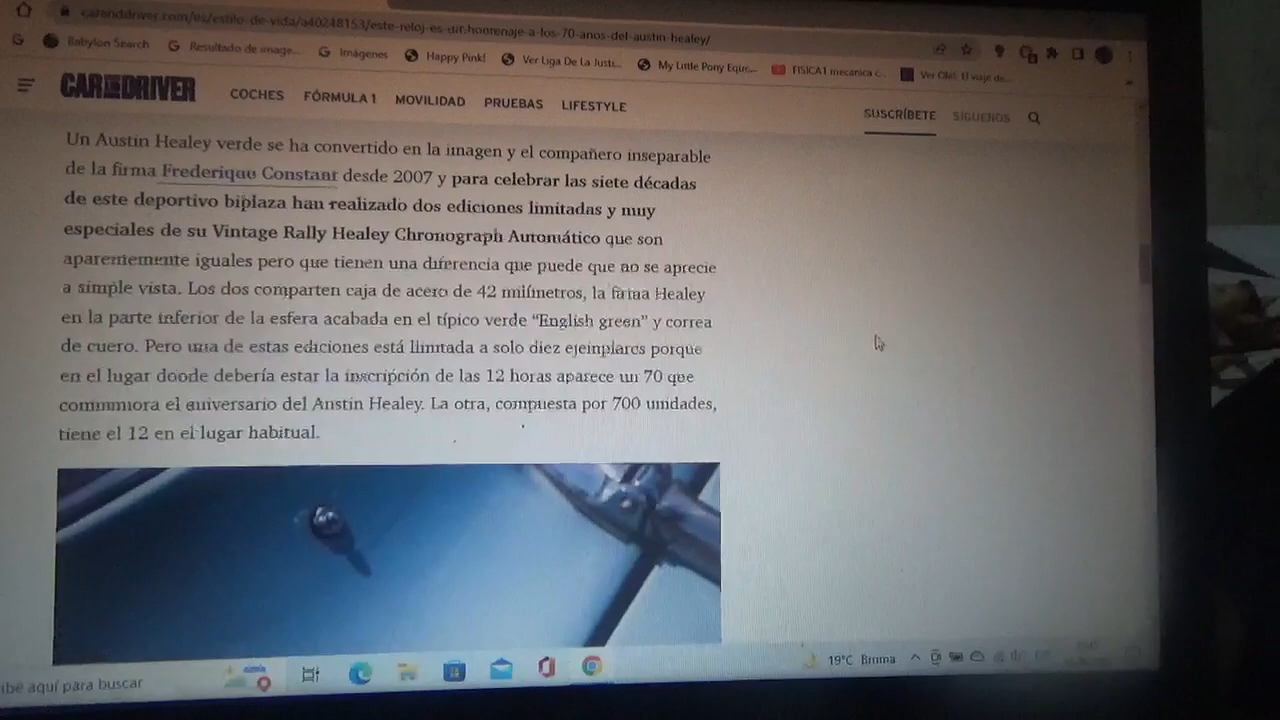 caranddriver.com/es/estilo-de-vida/a40248153/este-reloj-es-un-homenaje-a-los-70-anos-del-austin-healey/
Babylon Search
Resultado de image...
Imágenes
Happy Pink!
Ver Liga De La Justi...
My Little Pony Eque...
FISICA1 mecanica c...
CAR AND DRIVER
COCHES
FÓRMULA 1
MOVILIDAD
PRUEBAS
LIFESTYLE
SUSCRÍBETE
SÍGUENOS
Un Austin Healey verde se ha convertido en la imagen y el compañero inseparable
de la firma Frederique Constant desde 2007 y para celebrar las siete décadas
de este deportivo biplaza han realizado dos ediciones limitadas y muy
especiales de su Vintage Rally Healey Chronograph Automático que son
aparentemente iguales pero que tienen una diferencia que puede que no se aprecie
a simple vista. Los dos comparten caja de acero de 42 milímetros, la firma Healey
en la parte inferior de la esfera acabada en el típico verde “English green” y correa
de cuero. Pero una de estas ediciones está limitada a solo diez ejemplares porque
en el lugar donde debería estar la inscripción de las 12 horas aparece un 70 que
conmmiora el aniversario del Austin Healey. La otra, compuesta por 700 unidades,
tiene el 12 en el lugar habitual.
ibe aquí para buscar
19°C Bruma